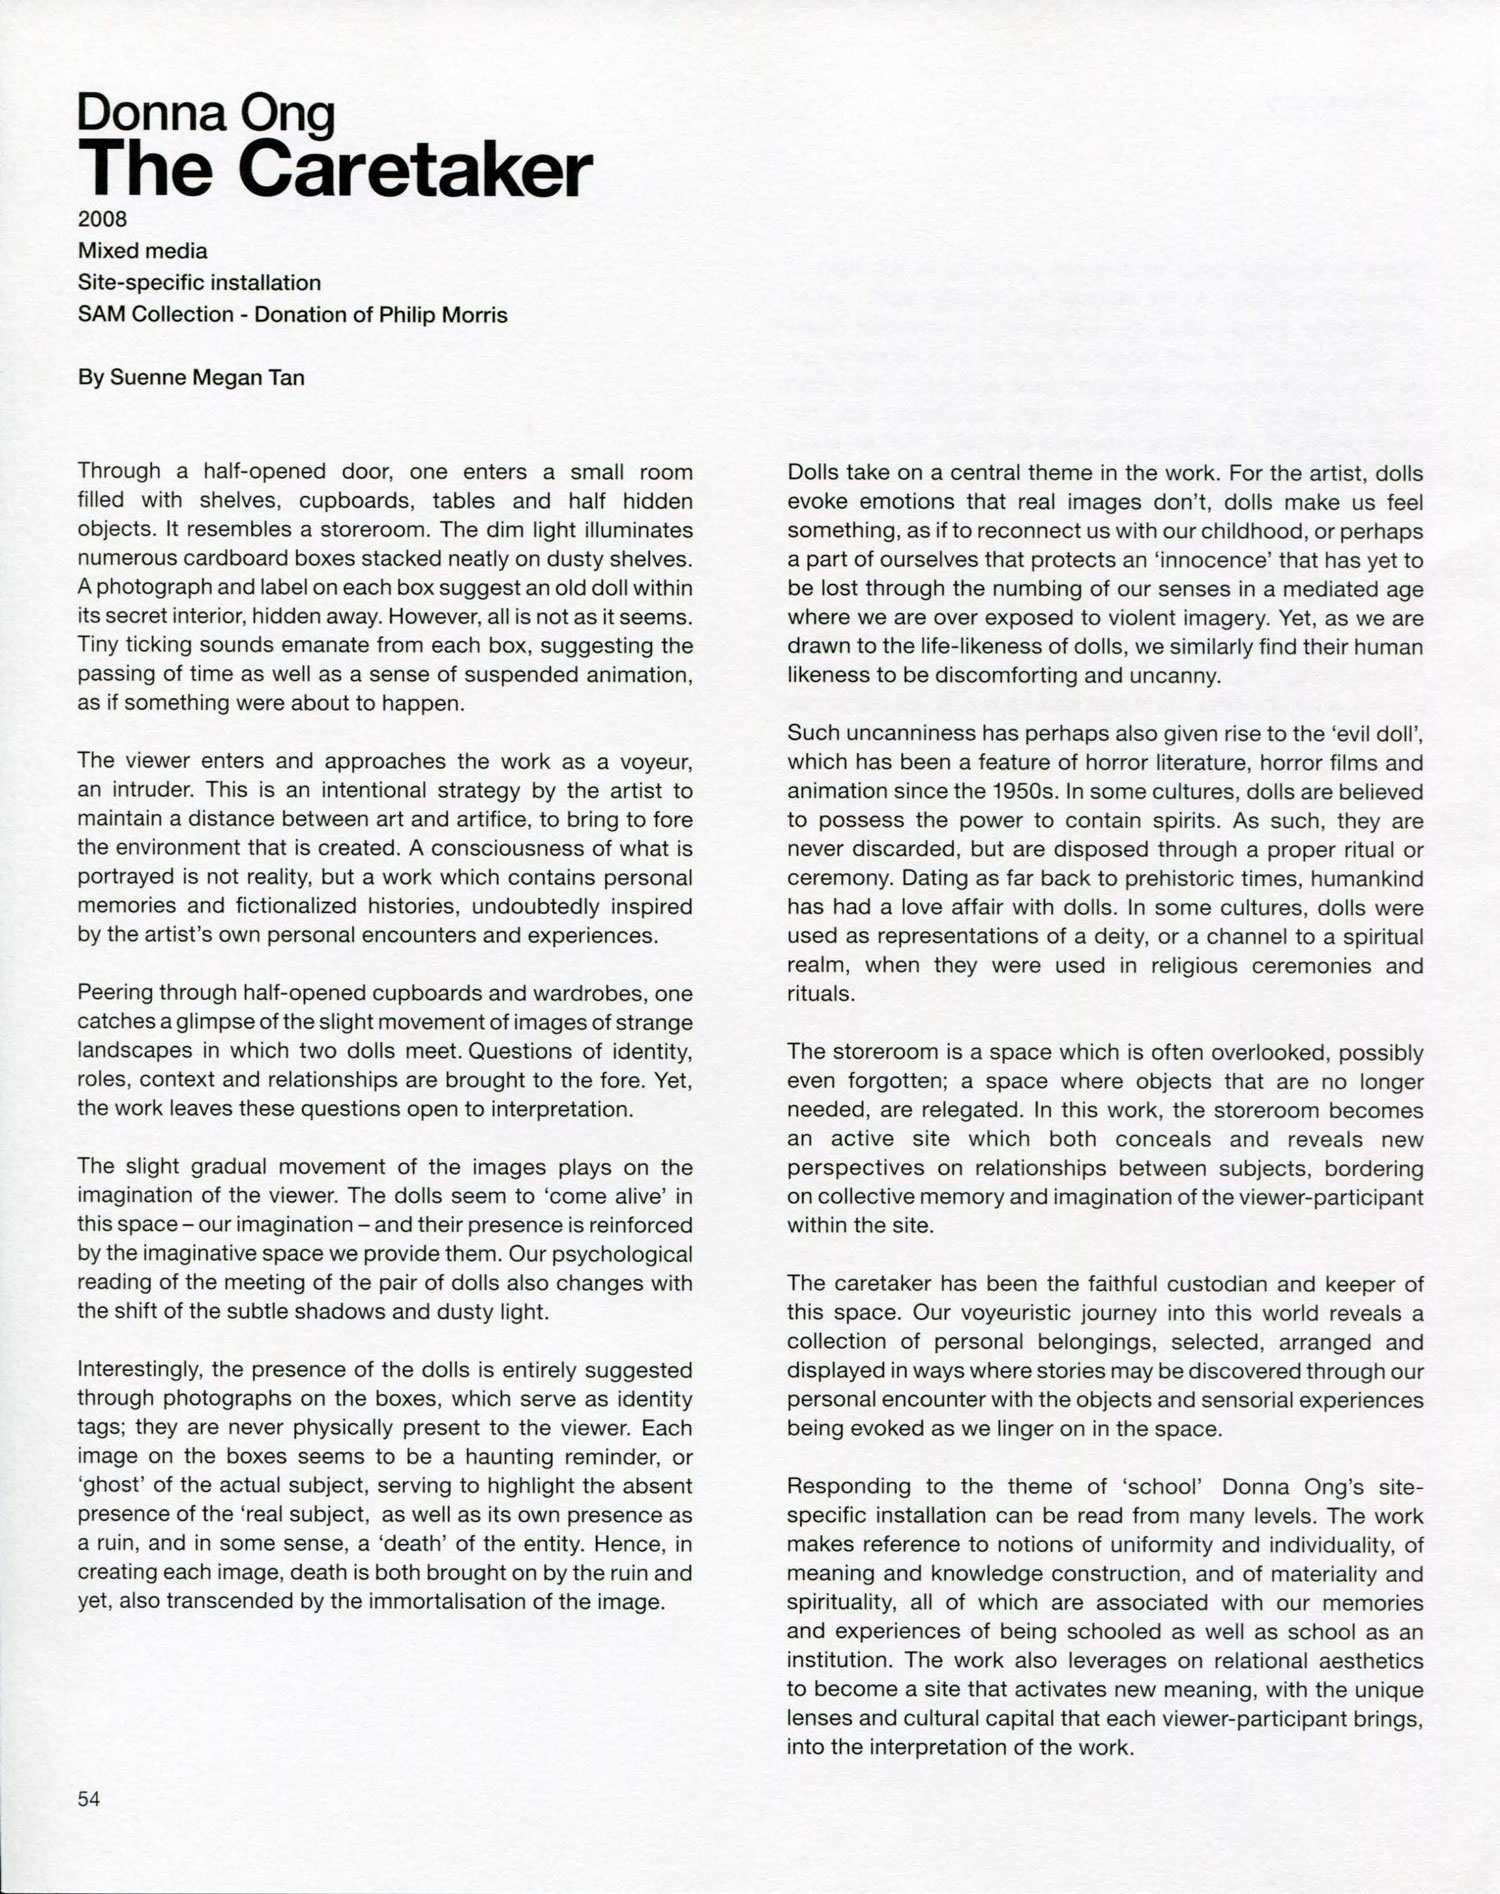 Donna Ong
The Caretaker
2008
Mixed media
Site-specific installation
SAM Collection - Donation of Philip Morris
By Suenne Megan Tan
Through a half-opened door, one enters a small room
filled with shelves, cupboards, tables and half hidden
objects. It resembles a storeroom. The dim light illuminates
numerous cardboard boxes stacked neatly on dusty shelves.
A photograph and label on each box suggest an old doll within
its secret interior, hidden away. However, all is not as it seems.
Tiny ticking sounds emanate from each box, suggesting the
passing of time as well as a sense of suspended animation,
as if something were about to happen.
The viewer enters and approaches the work as a voyeur,
an intruder. This is an intentional strategy by the artist to
maintain a distance between art and artifice, to bring to fore
the environment that is created. A consciousness of what is
portrayed is not reality, but a work which contains personal
memories and fictionalized histories, undoubtedly inspired
by the artist's own personal encounters and experiences.
Peering through half-opened cupboards and wardrobes, one
catches a glimpse of the slight movement of images of strange
landscapes in which two dolls meet. Questions of identity,
roles, context and relationships are brought to the fore. Yet,
the work leaves these questions open to interpretation.
The slight gradual movement of the images plays on the
imagination of the viewer. The dolls seem to ‘come alive’ in
this space – our imagination – and their presence is reinforced
by the imaginative space we provide them. Our psychological
reading of the meeting of the pair of dolls also changes with
the shift of the subtle shadows and dusty light.
Interestingly, the presence of the dolls is entirely suggested
through photographs on the boxes, which serve as identity
tags; they are never physically present to the viewer. Each
image on the boxes seems to be a haunting reminder, or
‘ghost’ of the actual subject, serving to highlight the absent
presence of the ‘real subject, as well as its own presence as
a ruin, and in some sense, a ‘death’ of the entity. Hence, in
creating each image, death is both brought on by the ruin and
yet, also transcended by the immortalisation of the image.
Dolls take on a central theme in the work. For the artist, dolls
evoke emotions that real images don’t, dolls make us feel
something, as if to reconnect us with our childhood, or perhaps
a part of ourselves that protects an ‘innocence’ that has yet to
be lost through the numbing of our senses in a mediated age
where we are over exposed to violent imagery. Yet, as we are
drawn to the life-likeness of dolls, we similarly find their human
likeness to be discomforting and uncanny.
Such uncanniness has perhaps also given rise to the ‘evil doll’,
which has been a feature of horror literature, horror films and
animation since the 1950s. In some cultures, dolls are believed
to possess the power to contain spirits. As such, they are
never discarded, but are disposed through a proper ritual or
ceremony. Dating as far back to prehistoric times, humankind
has had a love affair with dolls. In some cultures, dolls were
used as representations of a deity, or a channel to a spiritual
realm, when they were used in religious ceremonies and
rituals.
The storeroom is a space which is often overlooked, possibly
even forgotten; a space where objects that are no longer
needed, are relegated. In this work, the storeroom becomes
an active site which both conceals and reveals new
perspectives on relationships between subjects, bordering
on collective memory and imagination of the viewer-participant
within the site.
The caretaker has been the faithful custodian and keeper of
this space. Our voyeuristic journey into this world reveals a
collection of personal belongings, selected, arranged and
displayed in ways where stories may be discovered through our
personal encounter with the objects and sensorial experiences
being evoked as we linger on in the space.
Responding to the theme of ‘school’ Donna Ong’s site-
specific installation can be read from many levels. The work
makes reference to notions of uniformity and individuality, of
meaning and knowledge construction, and of materiality and
spirituality, all of which are associated with our memories
and experiences of being schooled as well as school as an
institution. The work also leverages on relational aesthetics
to become a site that activates new meaning, with the unique
lenses and cultural capital that each viewer-participant brings,
into the interpretation of the work.
54